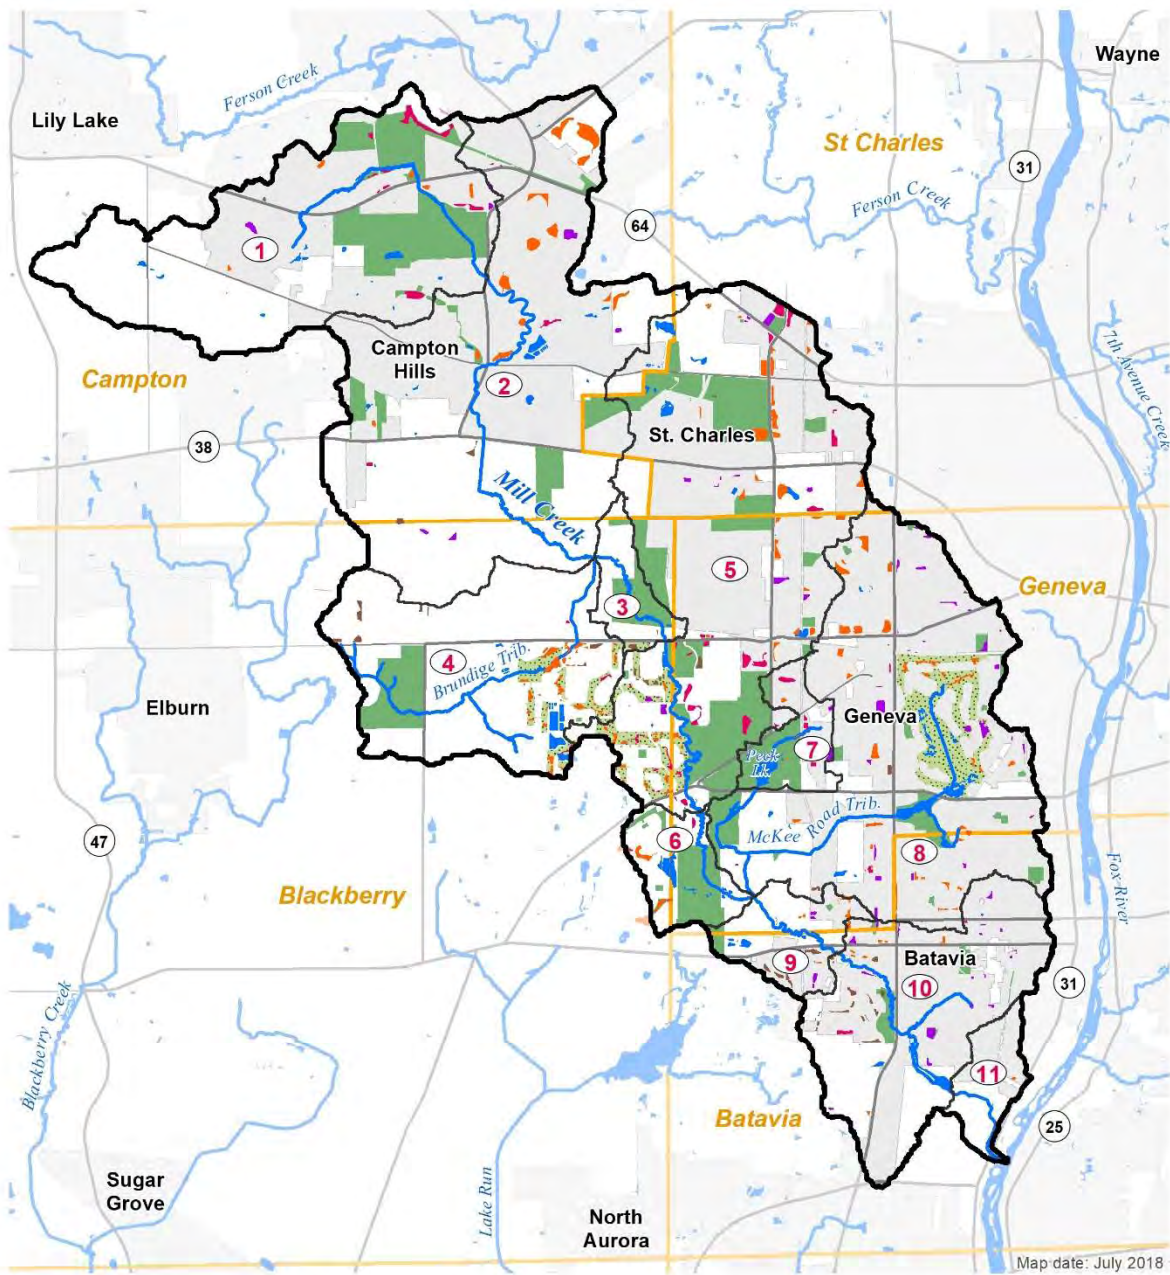 Wayne
Ferson Creek
Lily Lake
St Charles
31
Ferson Creek
64
1
7th Avenue Creek
Campton
Hills
Campton
2
St. Charles
38
Mill Creek
5
Geneva
3
4
Brundige Trib.
Elburn
Geneva
7
Peck
Lk.
McKee Road Trib.
47
6
8
Fox River
Blackberry
Batavia
9
10
31
Blackberry Creek
11
Batavia
25
Sugar
Grove
Lake Run
North
Aurora
Map date: July 2018